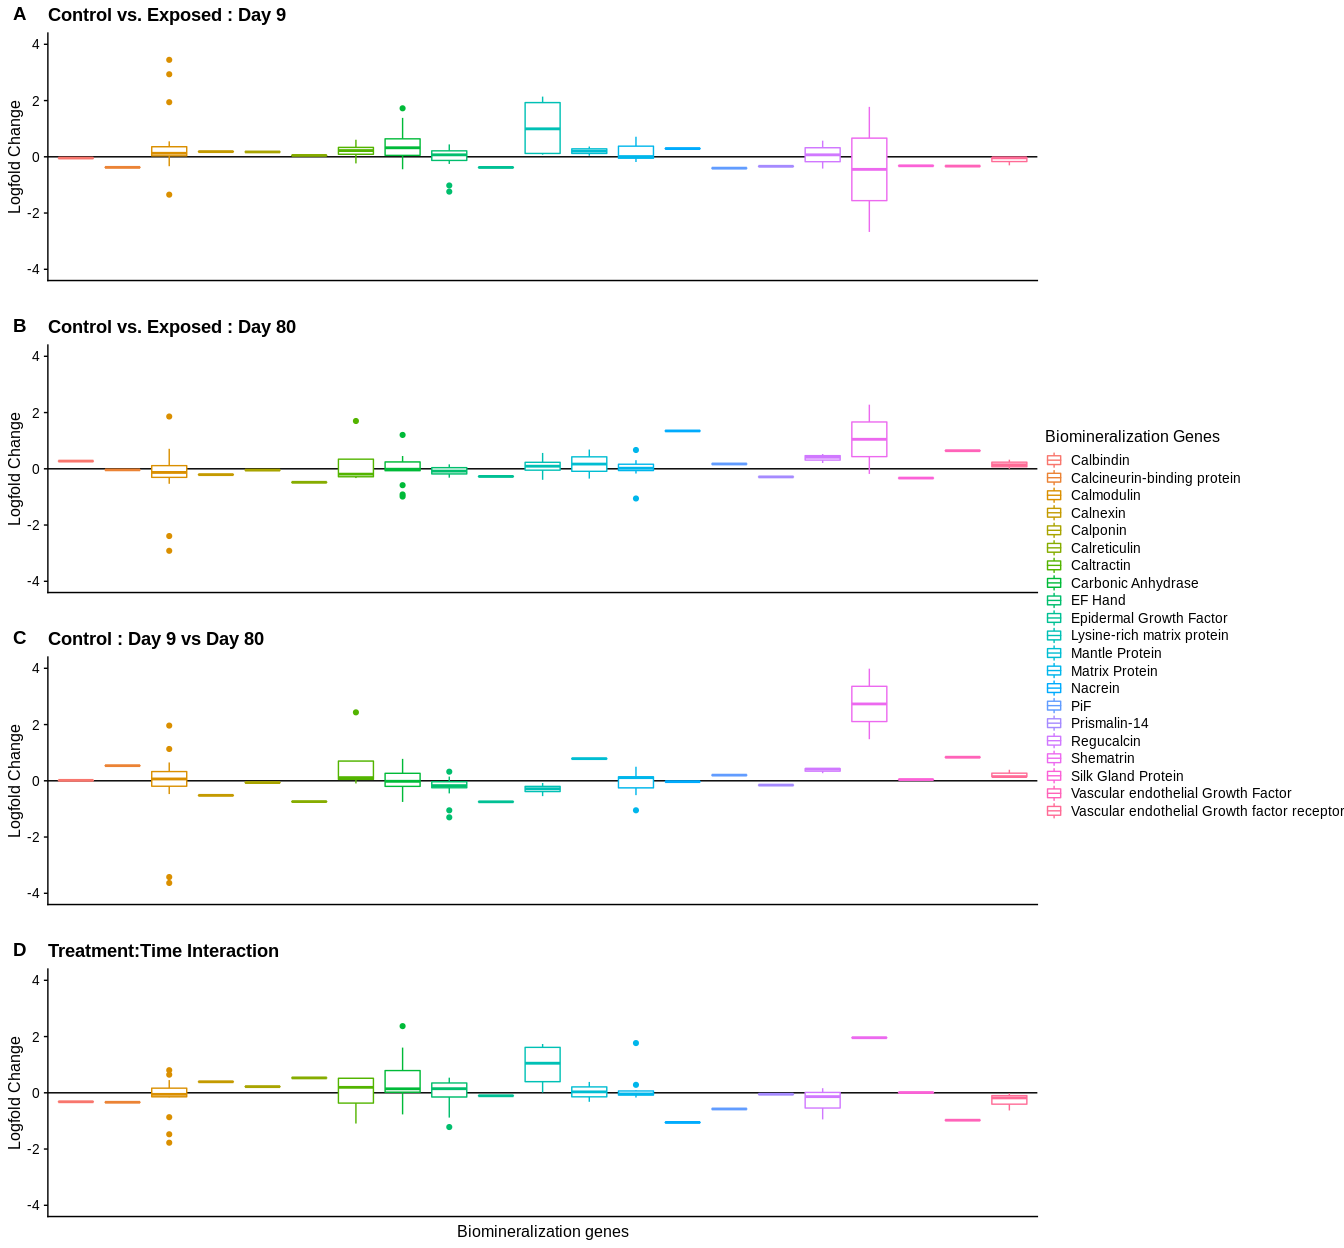 A Control vs. Exposed : Day 9
4
2
0
-2
-4
Logfold Change
B Control vs. Exposed : Day 80
4
2
0
-2
-4
Logfold Change
C Control : Day 9 vs Day 80
4
2
0
-2
-4
Logfold Change
D Treatment:Time Interaction
4
2
0
-2
-4
Logfold Change
Biomineralization genes
Biomineralization Genes
Calbindin
Calcineurin-binding protein
Calmodulin
Calnexin
Calponin
Calreticulin
Caltractin
Carbonic Anhydrase
EF Hand
Epidermal Growth Factor
Lysine-rich matrix protein
Mantle Protein
Matrix Protein
Nacrein
PiF
Prismalin-14
Regucalcin
Shematrin
Silk Gland Protein
Vascular endothelial Growth Factor
Vascular endothelial Growth factor receptor